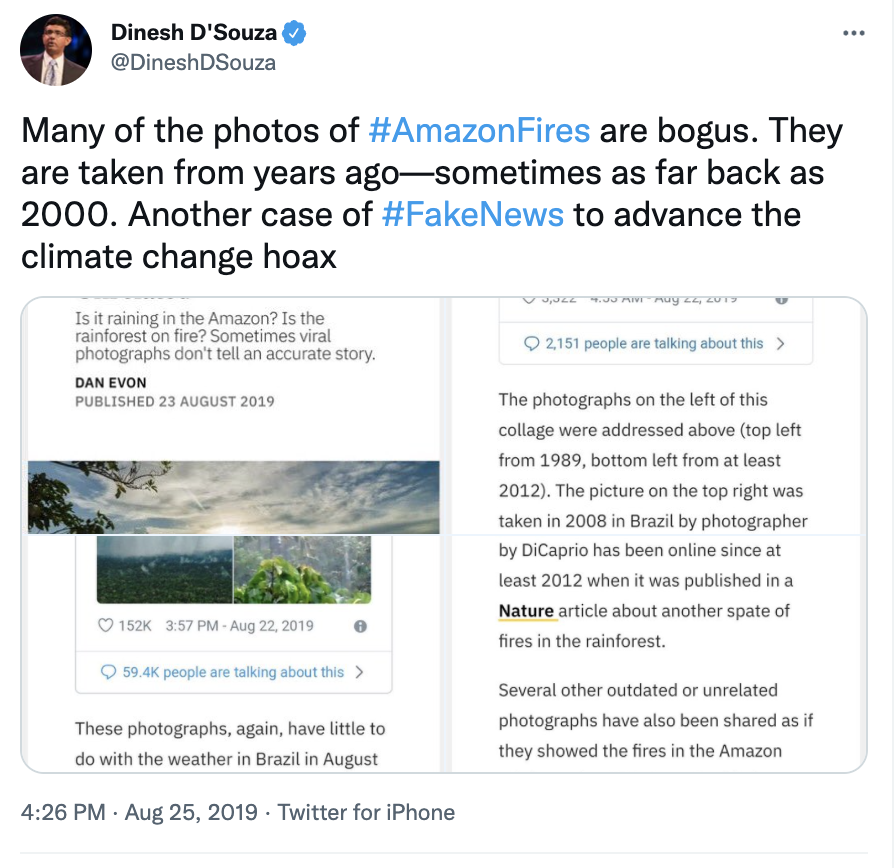 Dinesh D'Souza
@DineshDSouza
Many of the photos of #AmazonFires are bogus. They
are taken from years ago—sometimes as far back as
2000. Another case of #FakeNews to advance the
climate change hoax
Is it raining in the Amazon? Is the
rainforest on fire? Sometimes viral
photographs don't tell an accurate story.
DAN EVON
PUBLISHED 23 AUGUST 2019
152K 3:57 PM - Aug 22, 2019
59.4K people are talking about this
These photographs, again, have little to
do with the weather in Brazil in August
3,322 4:33 AM - Aug 22, 2019
2,151 people are talking about this
The photographs on the left of this
collage were addressed above (top left
from 1989, bottom left from at least
2012). The picture on the top right was
taken in 2008 in Brazil by photographer
by DiCaprio has been online since at
least 2012 when it was published in a
Nature article about another spate of
fires in the rainforest.
Several other outdated or unrelated
photographs have also been shared as if
they showed the fires in the Amazon
4:26 PM · Aug 25, 2019 · Twitter for iPhone